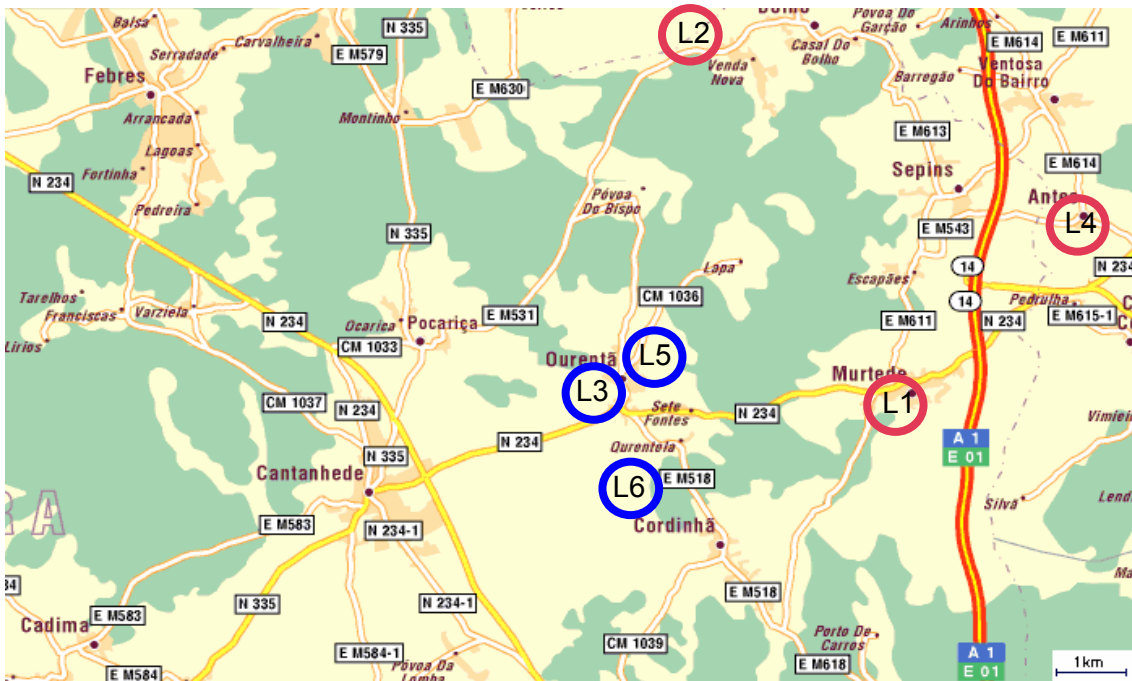 Balsa
N 335
L2
Bolho
Póvoa Do
Garção
Arinhos
E M614
E M611
Serradade
Carvalheira
E M579
Casal Do
Bolho
Venda
Nova
Ventosa
Do Bairro
Febres
Barregão
E M630
Arrancada
Montinho
E M613
Lagoas
Sepins
E M614
Fortinha
N 234
Antes
Póvoa
Do Bispo
Pedreira
L4
N 335
E M543
Lapa
14
N 234
Escapães
CM 1036
Tarelhos
Franciscas
Varziela
14
Pedrulha
Lírios
N 234
Ocarica
Pocariça
E M531
E M611
N 234
E M615-1
CM 1033
Ourentã
L5
Murtede
L3
L1
CM 1037
N 234
Sete
Fontes
N 234
N 234
Ourentela
A 1
E 01
N 335
Cantanhede
L6
E M518
Silvã
R A
E M583
N 234-1
Cordinhã
E M518
N 335
N 234-1
E M583
Cadima
Porto De
Carros
CM 1039
E M584-1
Póvoa Da
Lomba
E M618
A 1
E 01
1km
E M584